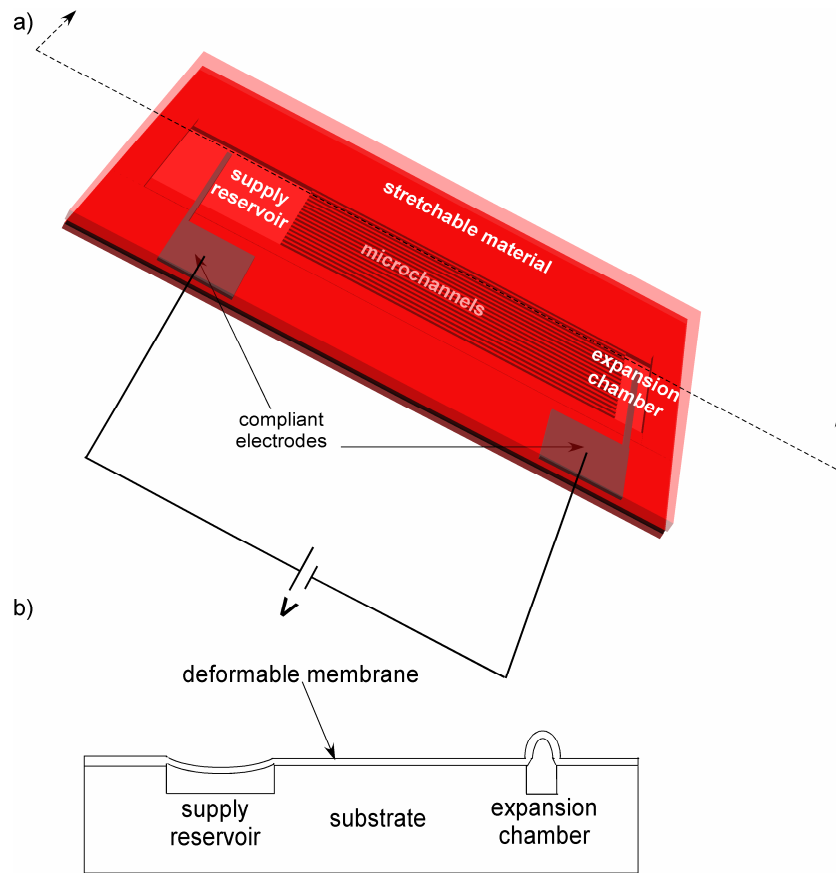 a)
supply
reservoir
stretchable material
microchannels
expansion
chamber
compliant
electrodes
V
b)
deformable membrane
supply
reservoir
substrate
expansion
chamber